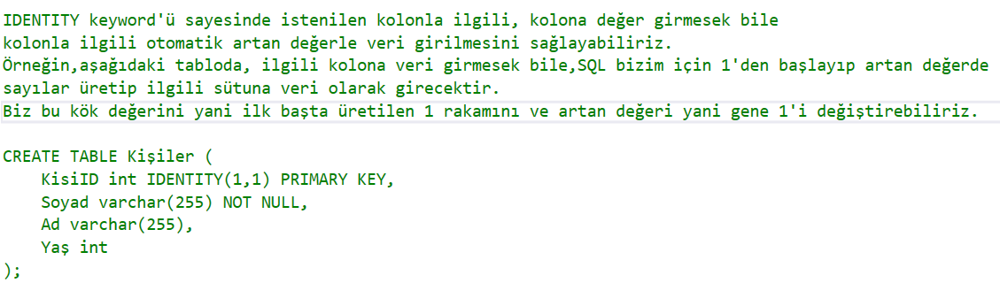 IDENTITY keyword'ü sayesinde istenilen kolonla ilgili, kolona değer girmesek bile
kolonla ilgili otomatik artan değerle veri girilmesini sağlayabiliriz.
Örneğin,aşağıdaki tabloda, ilgili kolona veri girmesek bile,SQL bizim için 1'den başlayıp artan değerde
sayılar üretip ilgili sütuna veri olarak girecektir.
Biz bu kök değerini yani ilk başta üretilen 1 rakamını ve artan değeri yani gene 1'i değiştirebiliriz.

CREATE TABLE Kişiler (
    KisiID int IDENTITY(1,1) PRIMARY KEY,
    Soyad varchar(255) NOT NULL,
    Ad varchar(255),
    Yaş int
);